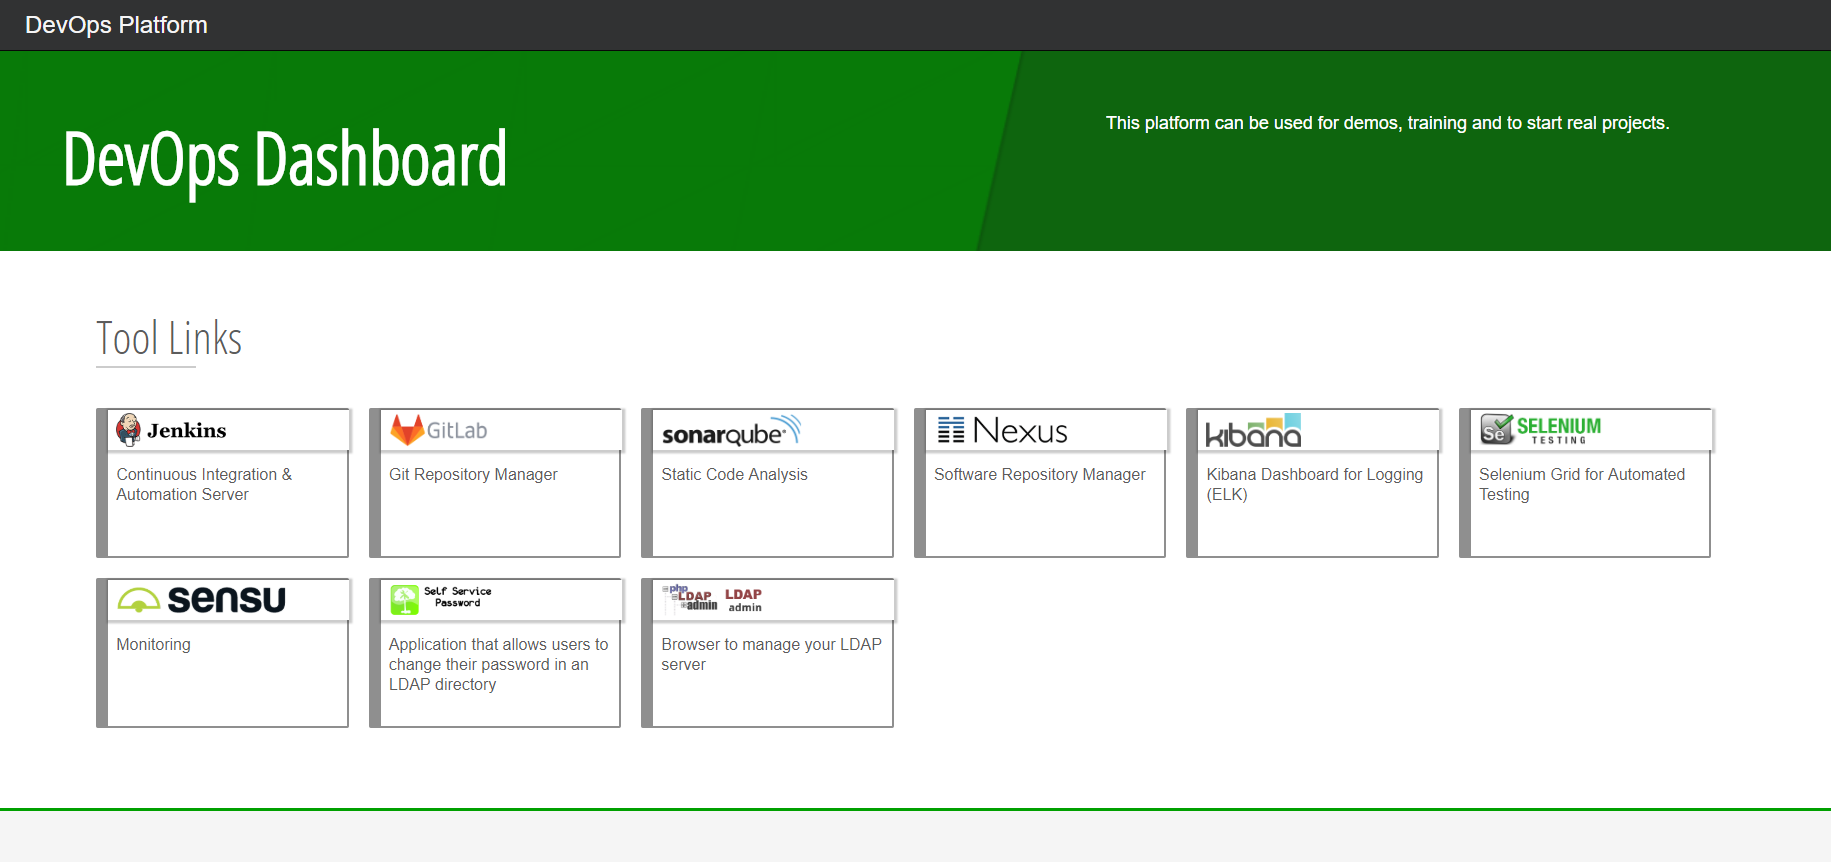 DevOps Platform
DevOps Dashboard
This platform can be used for demos, training and to start real projects.
Tool Links
Jenkins
Continuous Integration &
Automation Server
GitLab
Git Repository Manager
sonarqube
Static Code Analysis
Nexus
Software Repository Manager
kibana
Kibana Dashboard for Logging
(ELK)
Se SELENIUM
TESTING
Selenium Grid for Automated
Testing
sensu
Monitoring
Self Service
Password
Application that allows users to
change their password in an
LDAP directory
php
LDAP
admin
LDAP
admin
Browser to manage your LDAP
server